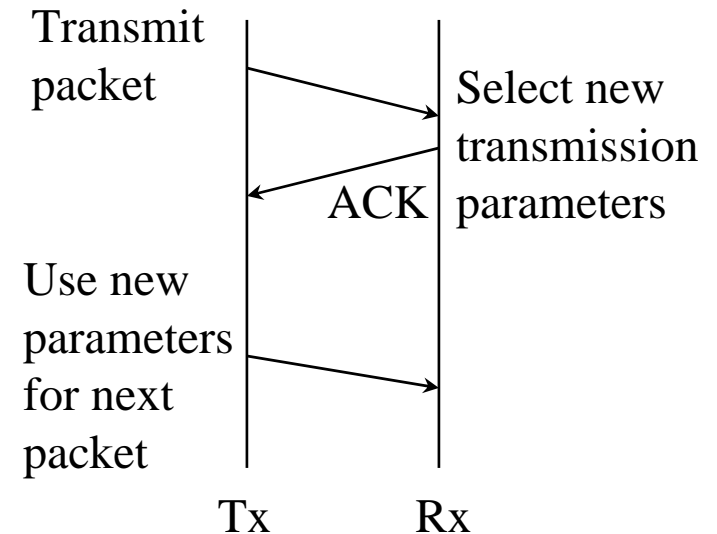 Transmit
packet
Select new
transmission
parameters
ACK
Use new
parameters
for next
packet
Tx
Rx